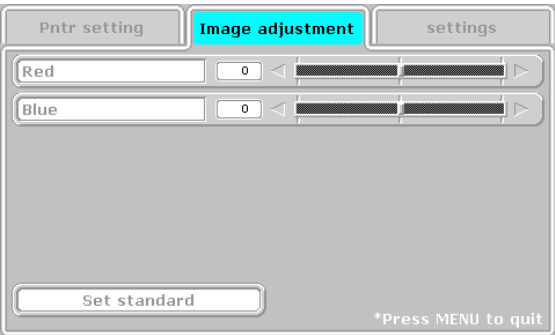 Pntr setting
Image adjustment
settings
Red
0
Blue
0
Set standard
*Press MENU to quit